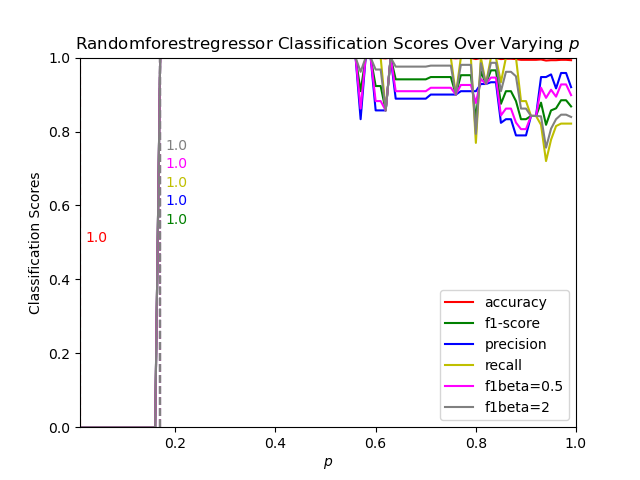 Randomforestregressor Classification Scores Over Varying p
Classification Scores
1.0
0.8
0.6
0.4
0.2
0.0
1.0
1.0
1.0
1.0
1.0
1.0
accuracy
f1-score
precision
recall
f1beta=0.5
f1beta=2
0.2
0.4
0.6
0.8
1.0
p